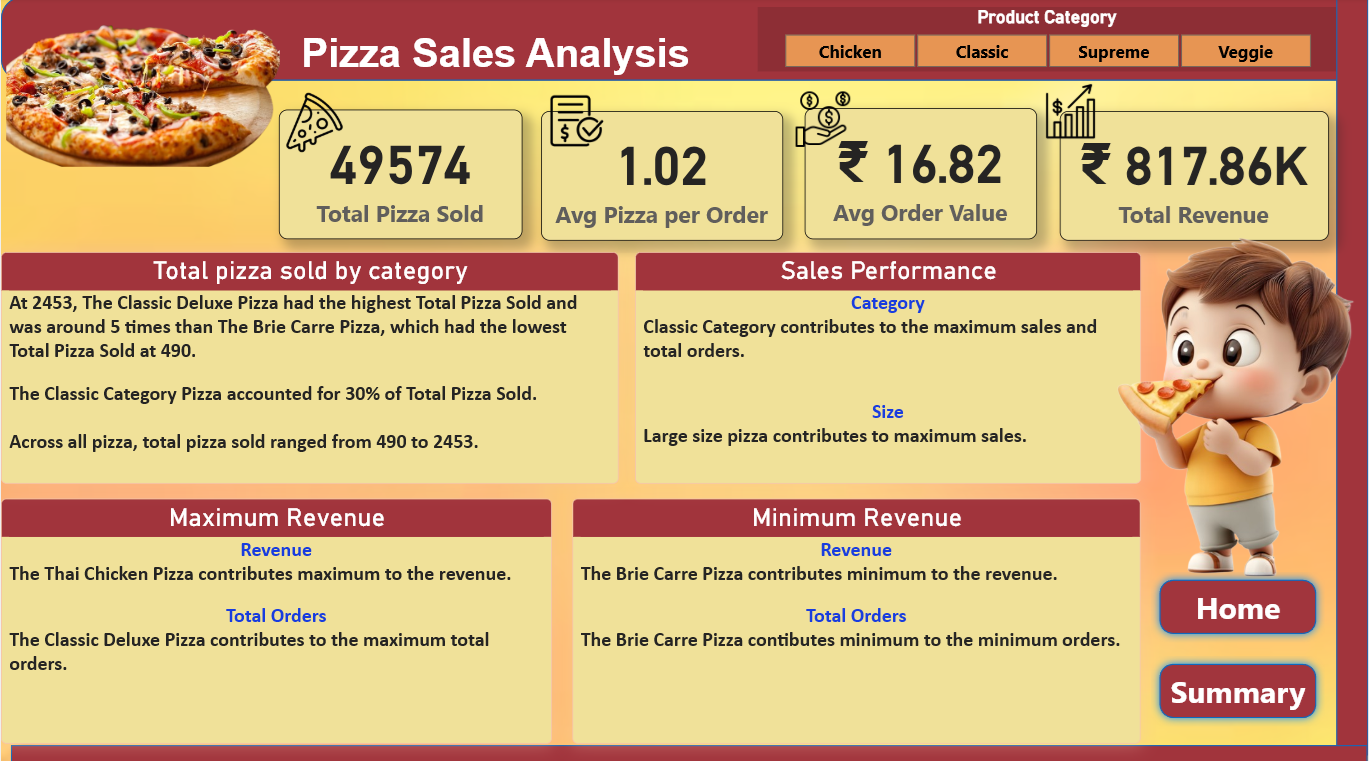 Pizza Sales Analysis
Product Category
Chicken
Classic
Supreme
Veggie
49574
Total Pizza Sold
1.02
Avg Pizza per Order
₹ 16.82
Avg Order Value
₹ 817.86K
Total Revenue
Total pizza sold by category
At 2453, The Classic Deluxe Pizza had the highest Total Pizza Sold and
was around 5 times than The Brie Carre Pizza, which had the lowest
Total Pizza Sold at 490.
The Classic Category Pizza accounted for 30% of Total Pizza Sold.
Across all pizza, total pizza sold ranged from 490 to 2453.
Sales Performance
Category
Classic Category contributes to the maximum sales and
total orders.
Size
Large size pizza contributes to maximum sales.
Maximum Revenue
Revenue
The Thai Chicken Pizza contributes maximum to the revenue.
Total Orders
The Classic Deluxe Pizza contributes to the maximum total
orders.
Minimum Revenue
Revenue
The Brie Carre Pizza contributes minimum to the revenue.
Total Orders
The Brie Carre Pizza contibutes minimum to the minimum orders.
Home
Summary